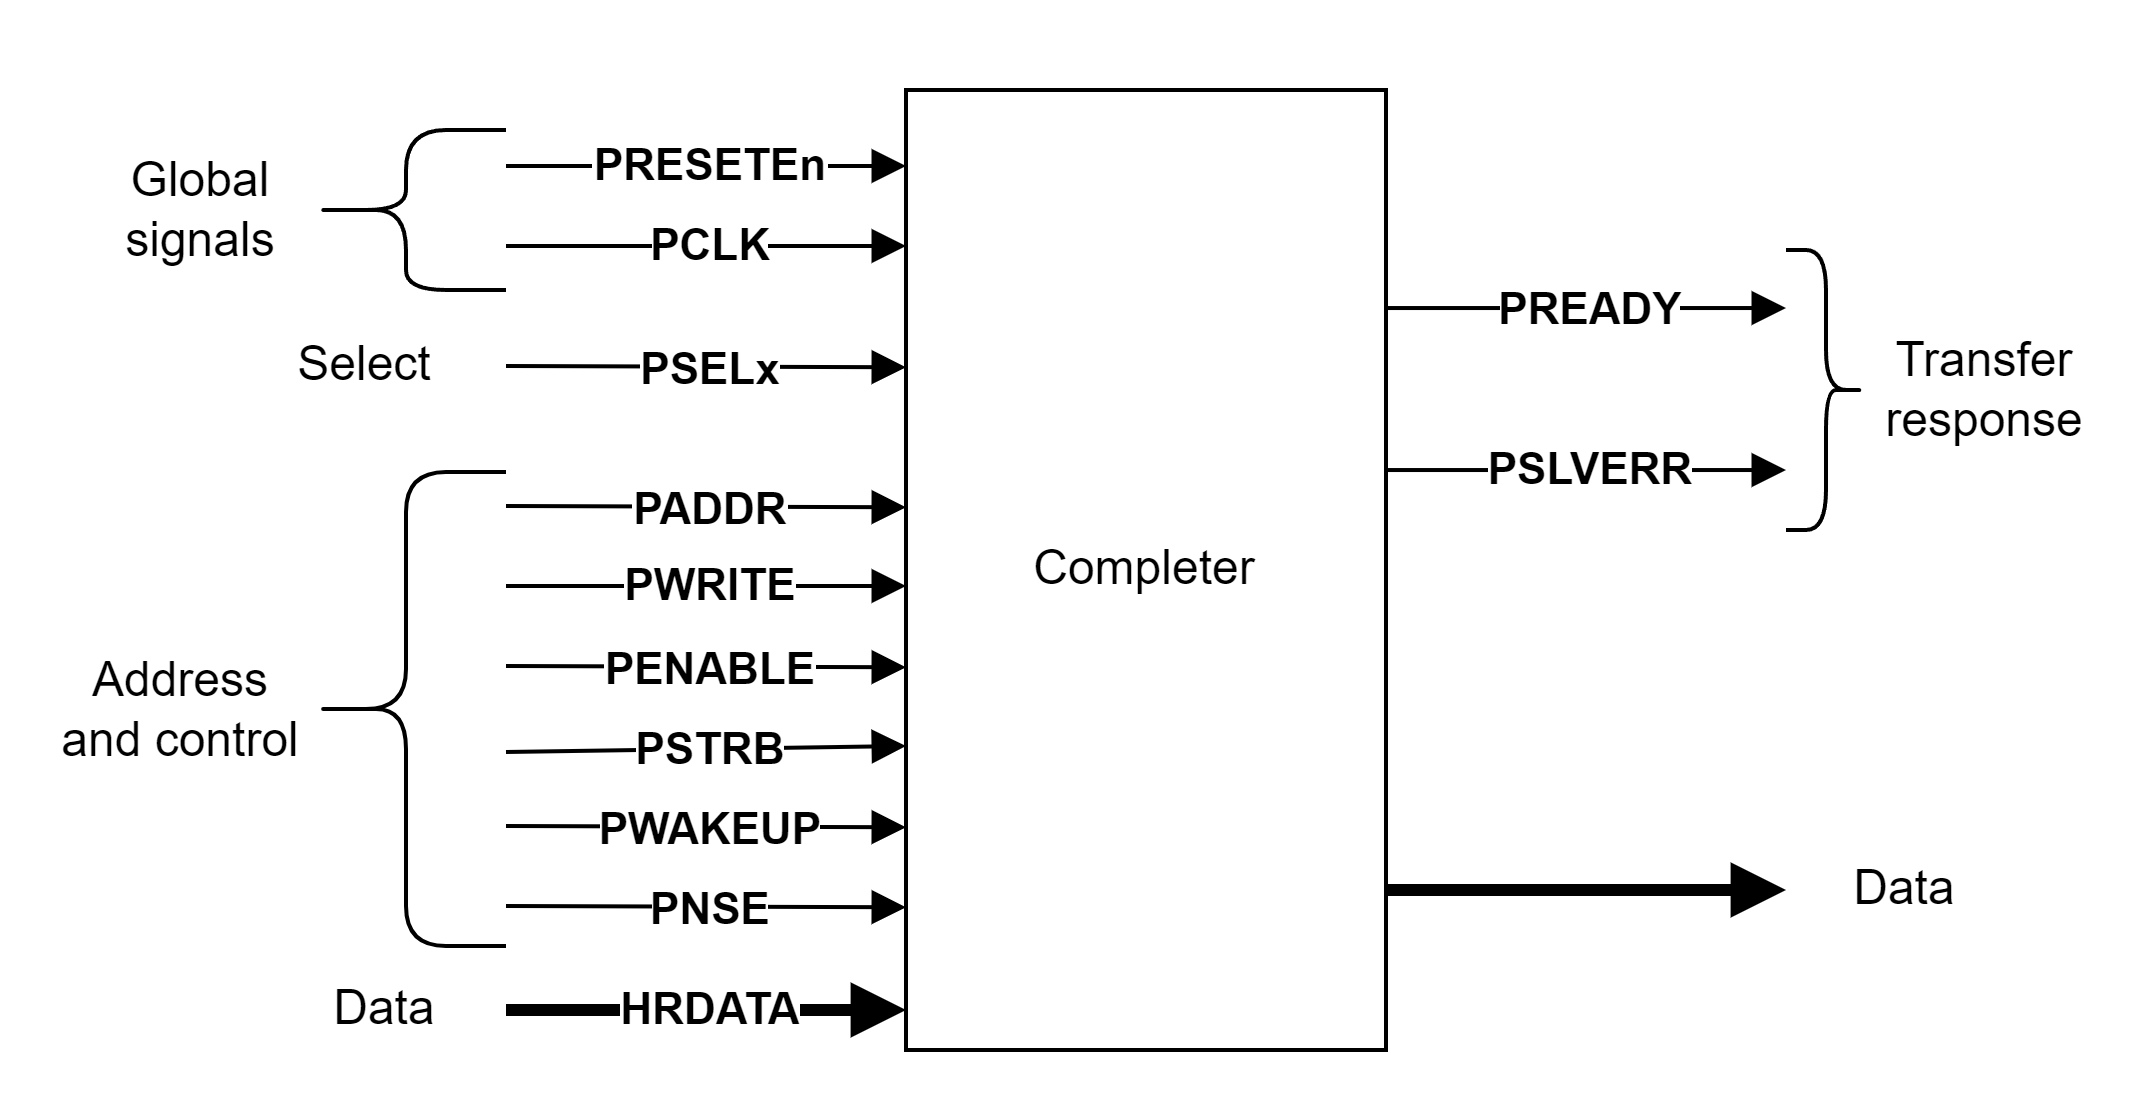 Global
signals
PRESETEn
PCLK
Select
PSELx
Address
and control
PADDR
PWRITE
PENABLE
PSTRB
PWAKEUP
PNSE
Data
HRDATA
Completer
PREADY
PSLVERR
Transfer
response
Data